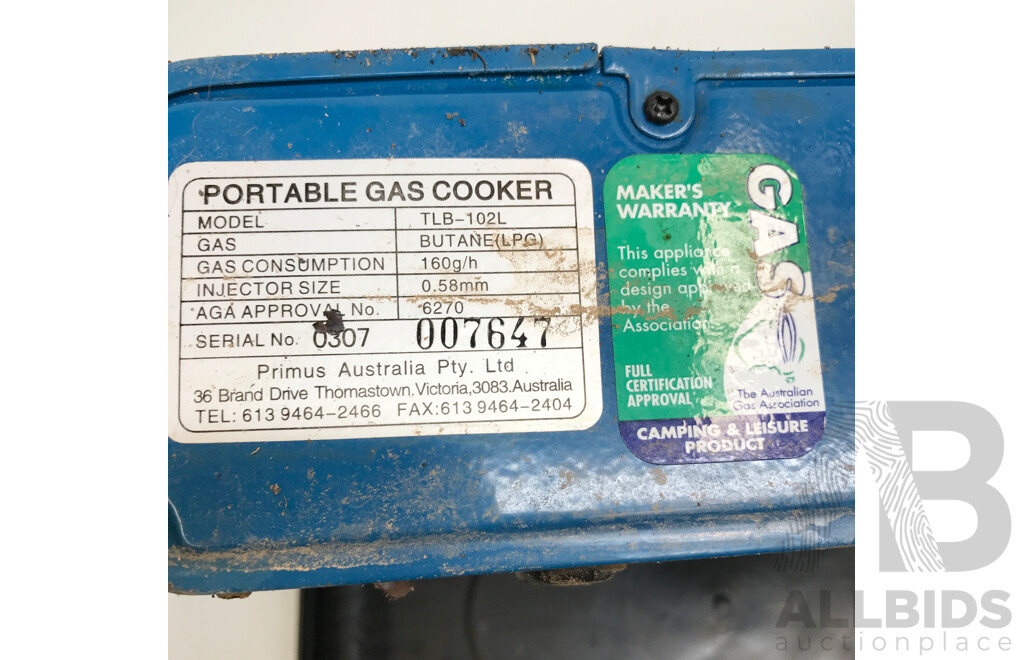 PORTABLE GAS COOKER
MODEL TLB-102L
GAS BUTANE(LPG)
GAS CONSUMPTION 160g/h
INJECTOR SIZE 0.58mm
AGA APPROVAL No. 6270
SERIAL No. 0307 007647
Primus Australia Pty. Ltd
36 Brand Drive Thomastown, Victoria, 3083. Australia
TEL: 613 9464-2466 FAX: 613 9464-2404
MAKER'S
WARRANTY
This appliance
complies with a
design approved
by the
Association.
FULL
CERTIFICATION
APPROVAL
GAS
The Australian
Gas Association
CAMPING & LEISURE
PRODUCT
B
ALLBIDS
auctionplace